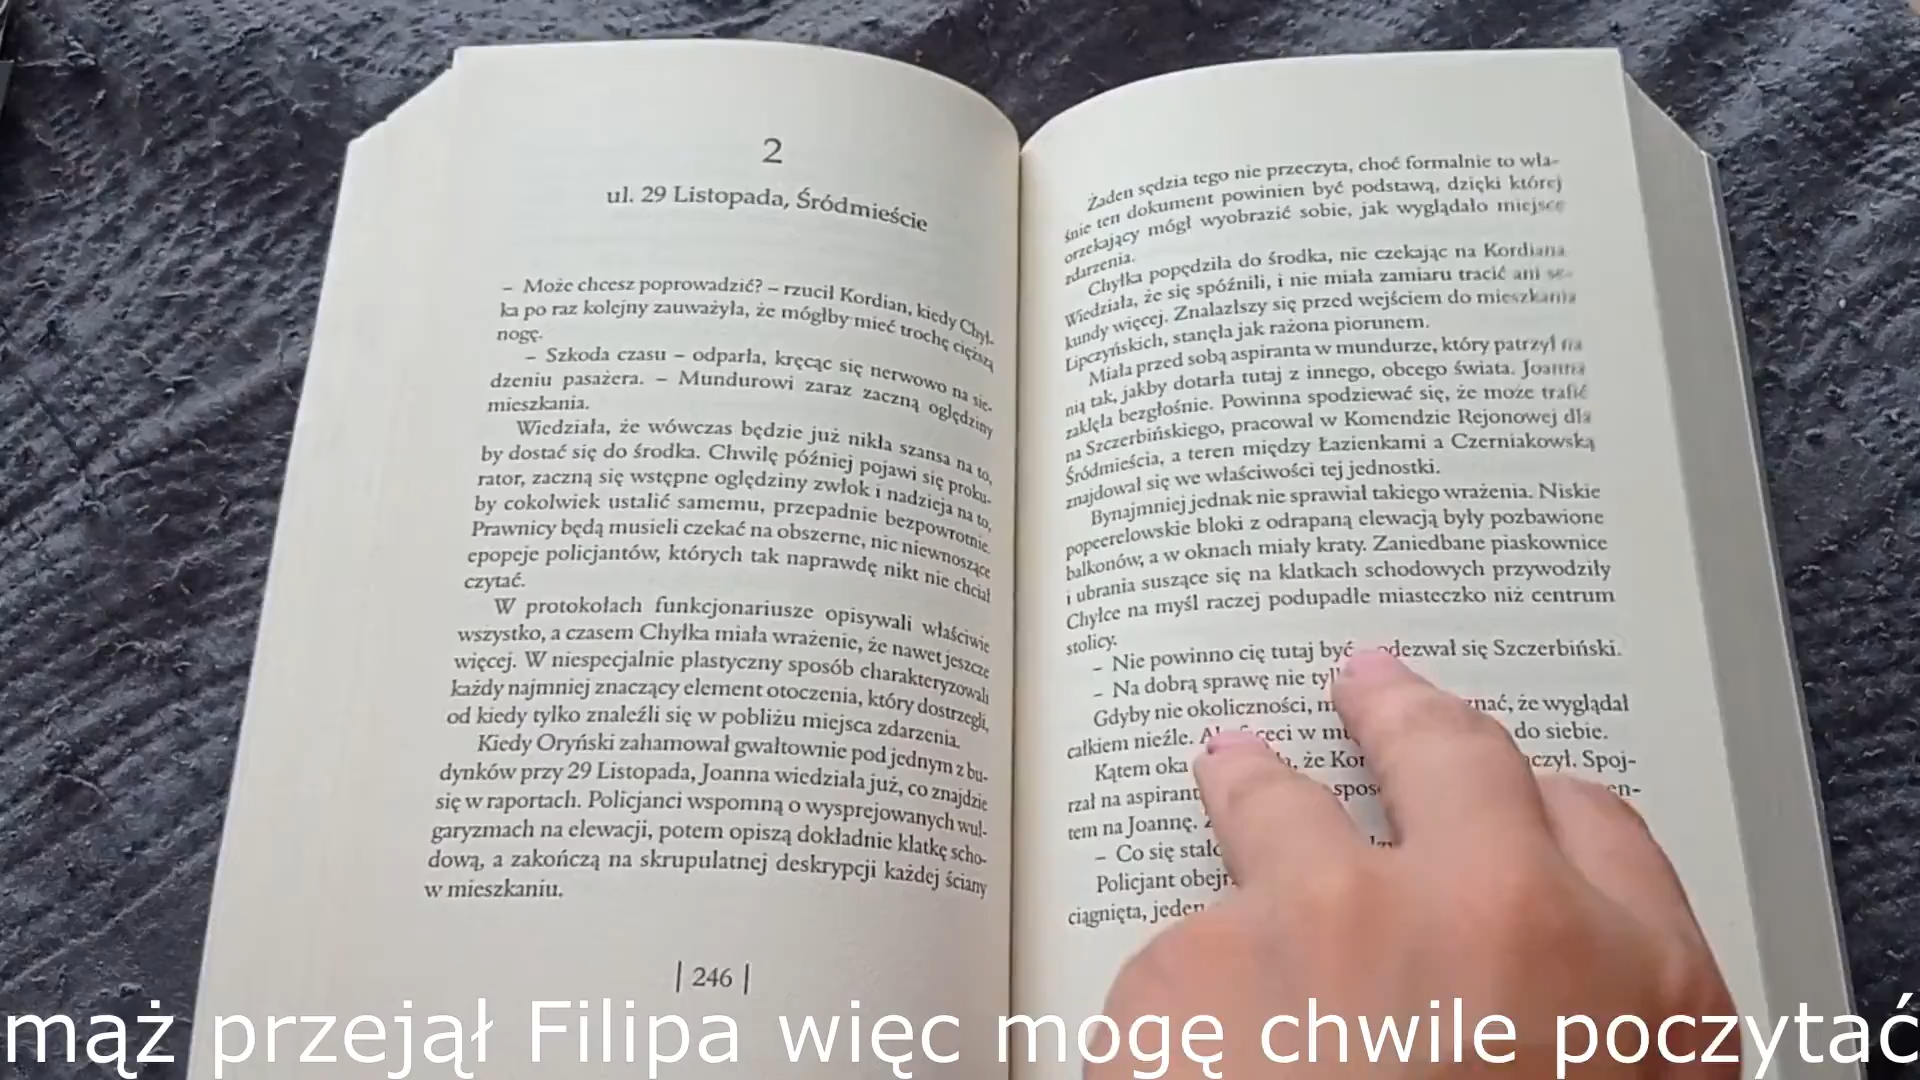 2
ul. 29 Listopada, Śródmieście
– Może chcesz poprowadzić? – rzucił Kordian, kiedy Chył-
ka po raz kolejny zauważyła, że mógłby mieć trochę cięższą
nogę.
– Szkoda czasu – odparła, kręcąc się nerwowo na sie-
dzeniu pasażera. – Mundurowi zaraz zaczną oględziny
mieszkania.
Wiedziała, że wówczas będzie już nikła szansa na to,
by dostać się do środka. Chwilę później pojawi się proku-
rator, zaczną się wstępne oględziny zwłok i nadzieja na to,
by cokolwiek ustalić samemu, przepadnie bezpowrotnie.
Prawnicy będą musieli czekać na obszerne, nic niewnoszące
epopeje policjantów, których tak naprawdę nikt nie chciał
czytać.
W protokołach funkcjonariusze opisywali właściwie
wszystko, a czasem Chyłka miała wrażenie, że nawet jeszcze
więcej. W niespecjalnie plastyczny sposób charakteryzowali
każdy najmniej znaczący element otoczenia, który dostrzegli,
od kiedy tylko znaleźli się w pobliżu miejsca zdarzenia.
Kiedy Oryński zahamował gwałtownie pod jednym z bu-
dynków przy 29 Listopada, Joanna wiedziała już, co znajdzie
się w raportach. Policjanci wspomną o wysprejowanych wul-
garyzmach na elewacji, potem opiszą dokładnie klatkę scho-
dową, a zakończą na skrupulatnej deskrypcji każdej ściany
w mieszkaniu.
| 246 |
Żaden sędzia tego nie przeczyta, choć formalnie to wła-
śnie ten dokument powinien być podstawą, dzięki której
orzekający mógł wyobrazić sobie, jak wyglądało miejsce
zdarzenia.
Chyłka popędziła do środka, nie czekając na Kordiana.
Wiedziała, że się spóźnili, i nie miała zamiaru tracić ani se-
kundy więcej. Znalazłszy się przed wejściem do mieszkania
Lipczyńskich, stanęła jak rażona piorunem.
Miała przed sobą aspiranta w mundurze, który patrzył na
nią tak, jakby dotarła tutaj z innego, obcego świata. Joanna
zaklęła bezgłośnie. Powinna spodziewać się, że może trafić
na Szczerbińskiego, pracował w Komendzie Rejonowej dla
Śródmieścia, a teren między Łazienkami a Czerniakowską
znajdował się we właściwości tej jednostki.
Bynajmniej jednak nie sprawiał takiego wrażenia. Niskie
popeerelowskie bloki z odrapaną elewacją były pozbawione
balkonów, a w oknach miały kraty. Zaniedbane piaskownice
i ubrania suszące się na klatkach schodowych przywodziły
Chyłce na myśl raczej podupadłe miasteczko niż centrum
stolicy.
– Nie powinno cię tutaj być – odezwał się Szczerbiński.
– Na dobrą sprawę nie
Gdyby nie okoliczności, że wyglądał
całkiem nieźle. w do siebie.
Kątem oka że Spoj-
rzał na
tem na Joannę.
– Co się
Policjant
ciągnięta, jeden
mąż przejął Filipa więc mogę chwile poczytać